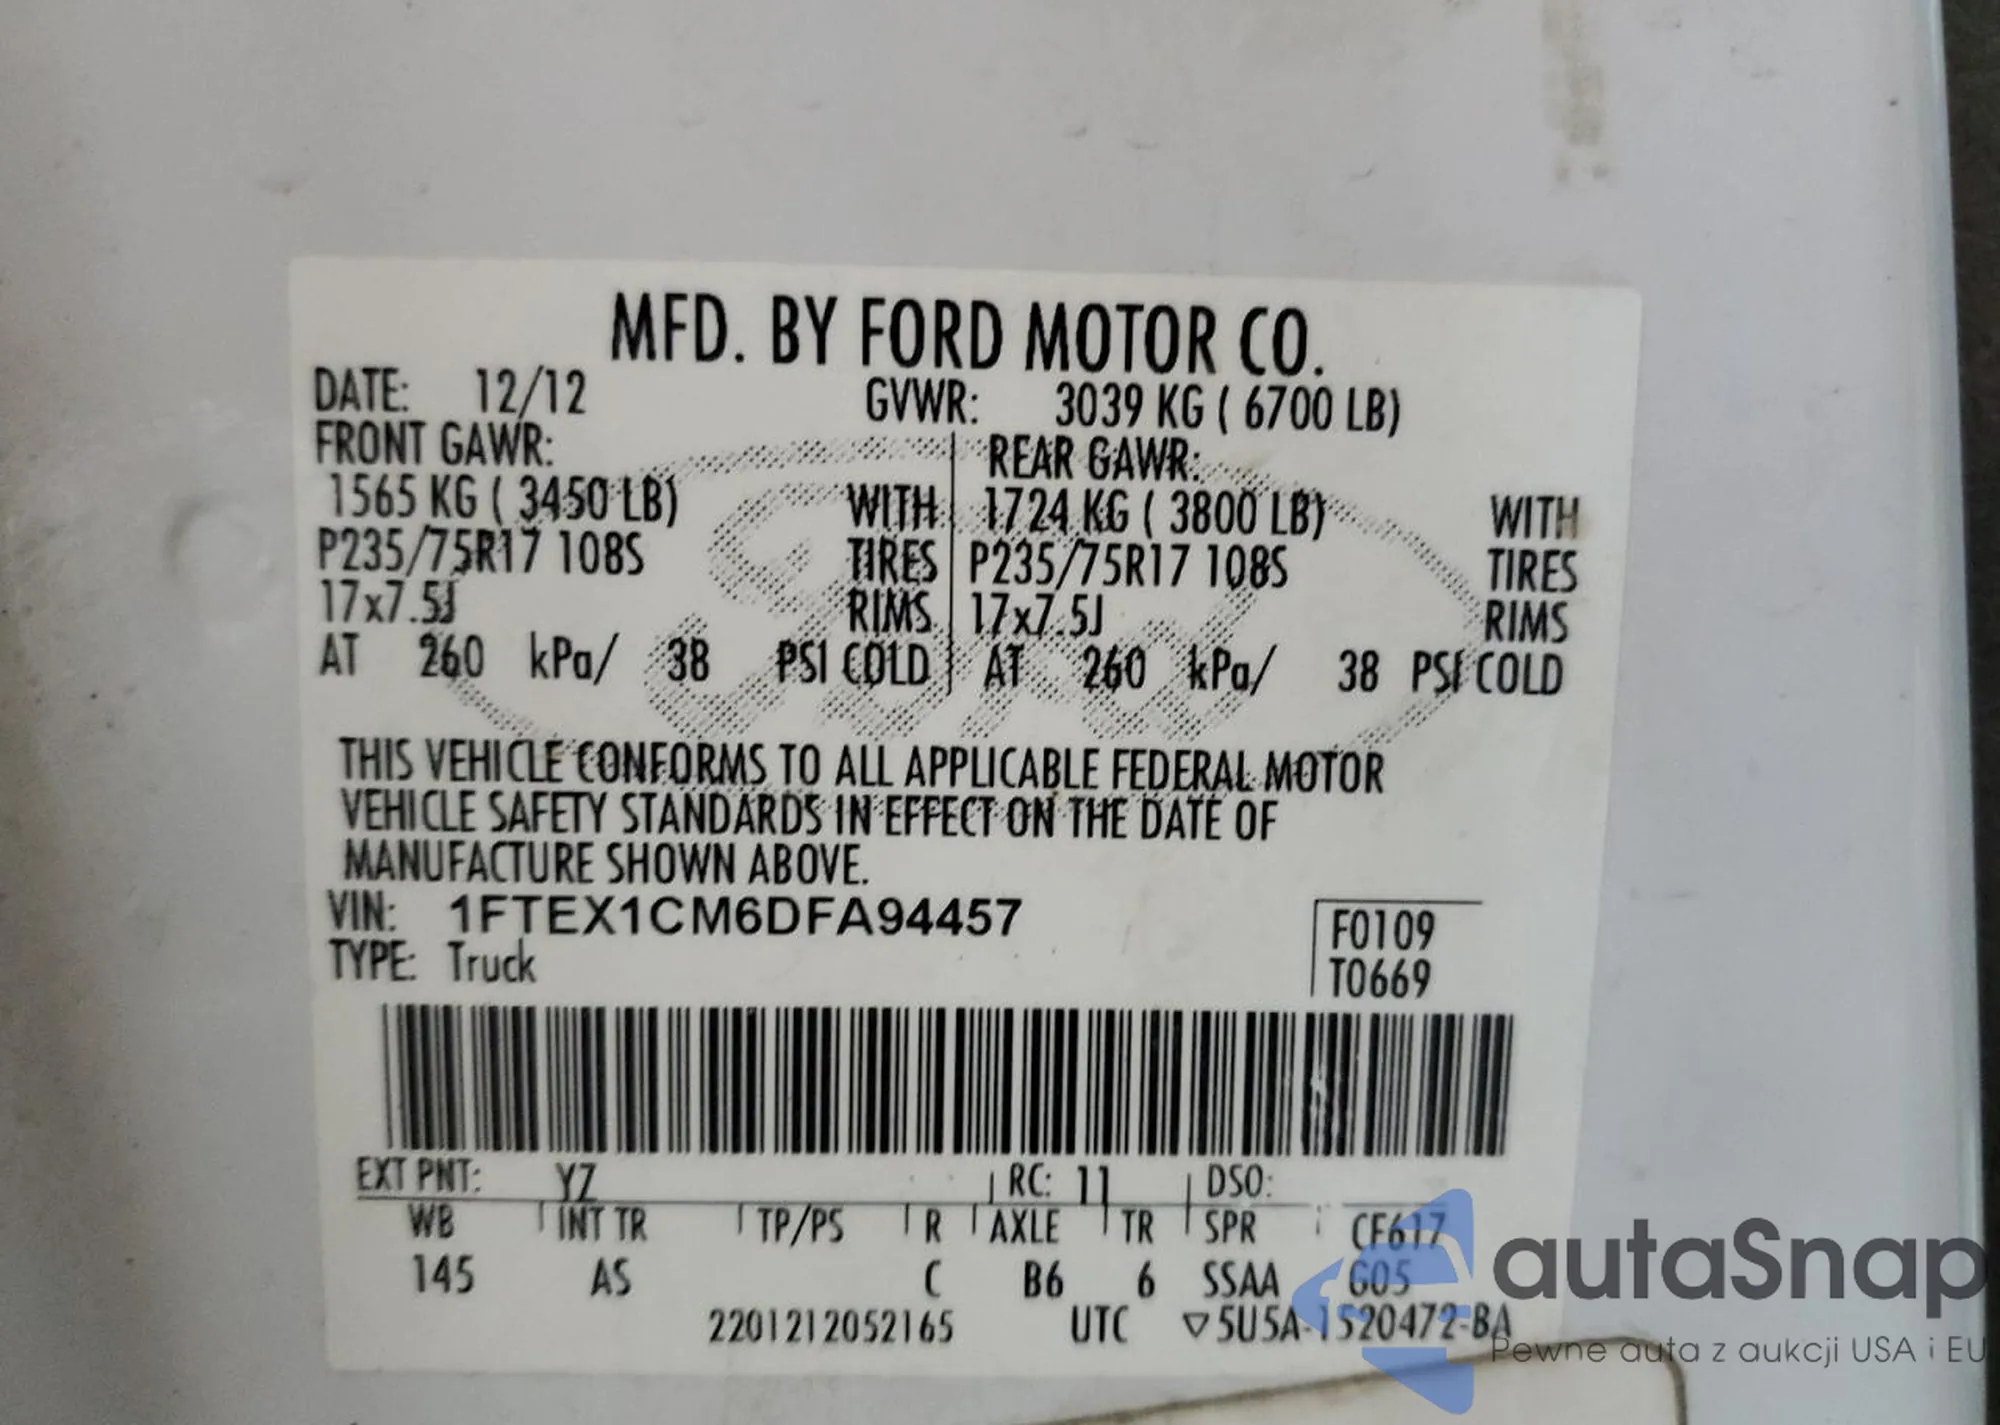 MFD. BY FORD MOTOR CO.
DATE: 12/12 GVWR: 3039 KG ( 6700 LB)
FRONT GAWR: REAR GAWR:
1565 KG ( 3450 LB) WITH 1724 KG ( 3800 LB) WITH
P235/75R17 108S TIRES P235/75R17 108S TIRES
17x7.5J RIMS 17x7.5J RIMS
AT 260 kPa/ 38 PSI COLD AT 260 kPa/ 38 PSI COLD
THIS VEHICLE CONFORMS TO ALL APPLICABLE FEDERAL MOTOR
VEHICLE SAFETY STANDARDS IN EFFECT ON THE DATE OF
MANUFACTURE SHOWN ABOVE.
VIN: 1FTEX1CM6DFA94457 F0109
TYPE: Truck T0669
EXT PNT: YZ RC: 11 DSO:
WB INT TR TP/PS R AXLE TR SPR CF617
145 AS C B6 6 SSAA G05
2201212052165 UTC ▽5U5A-1520472-BA
autaSnap
Pewne auta z aukcji USA i EU